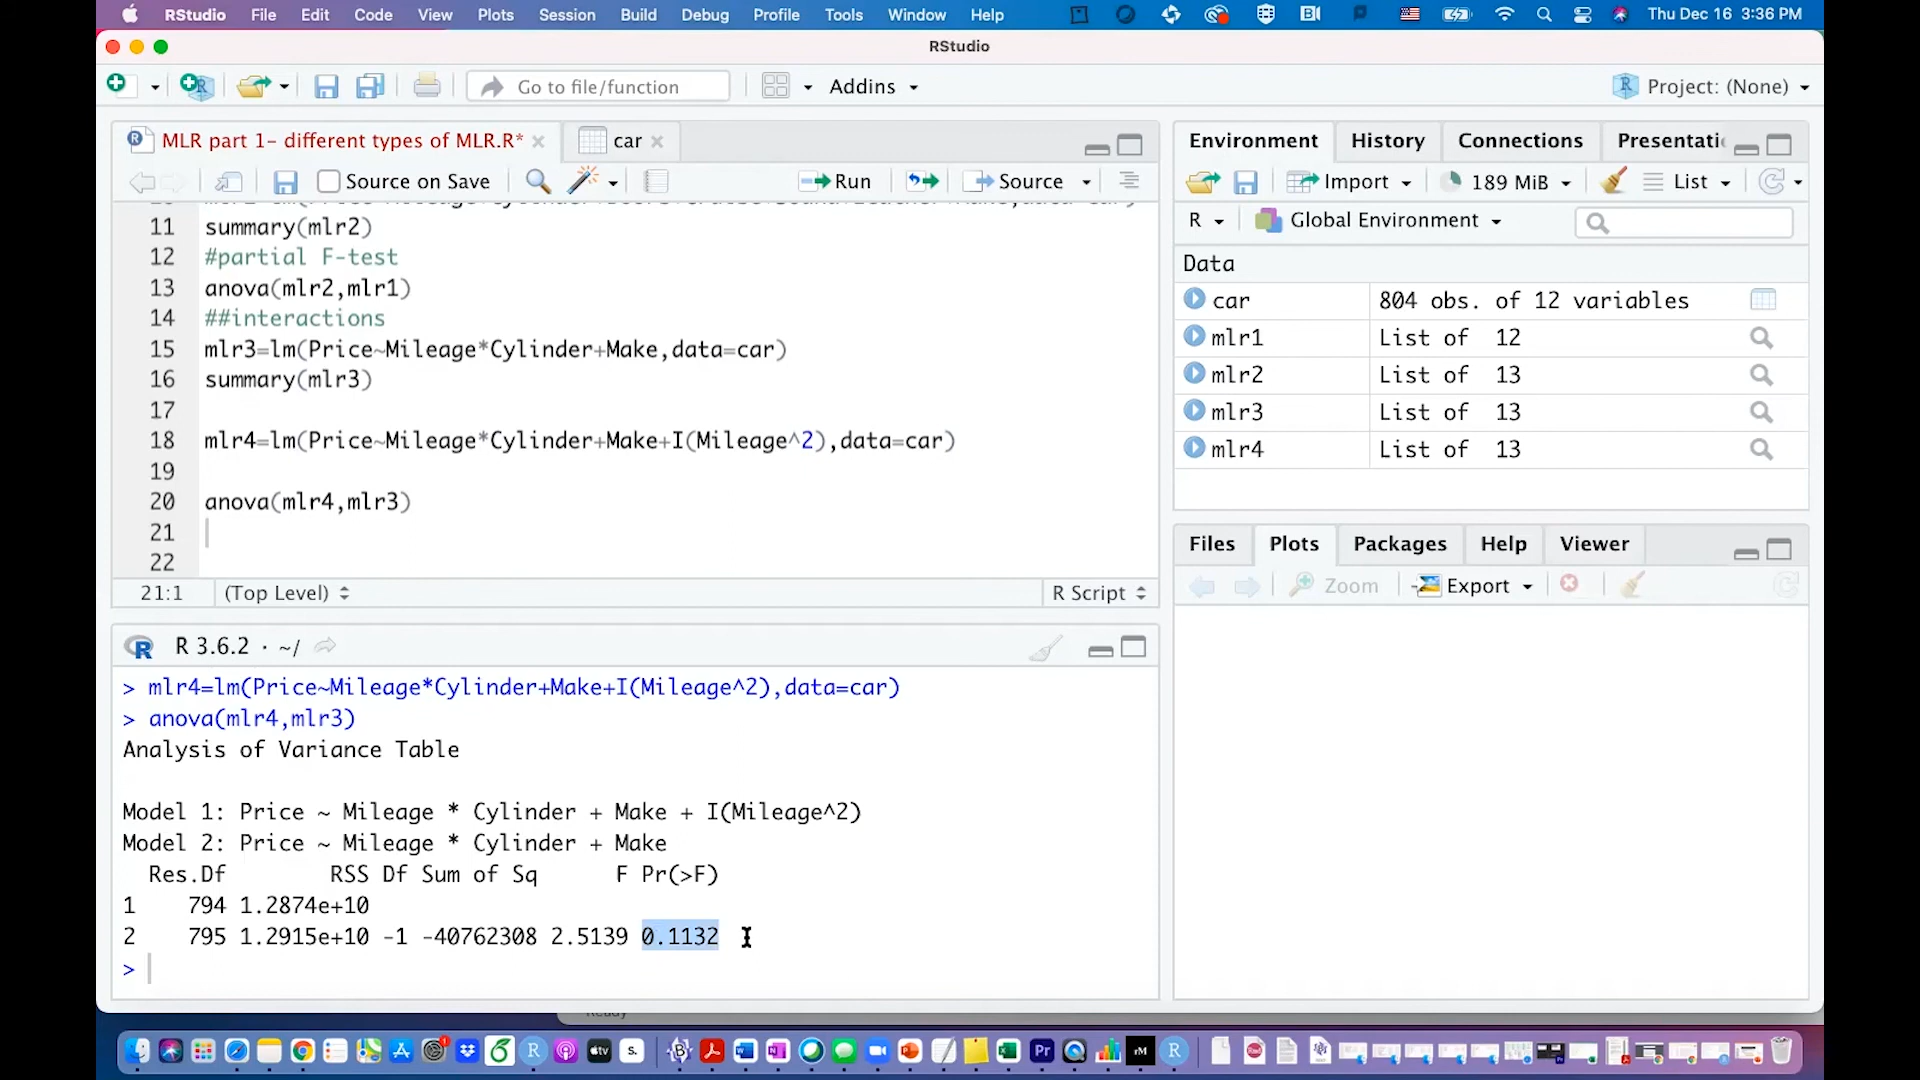 RStudio File Edit Code View Plots Session Build Debug Profile Tools Window Help Thu Dec 16 3:36 PM
RStudio
Go to file/function Addins Project: (None)
MLR part 1- different types of MLR.R* car
Source on Save Run Source
11 summary(mlr2)
12 #partial F-test
13 anova(mlr2,mlr1)
14 ##interactions
15 mlr3=lm(Price~Mileage*Cylinder+Make,data=car)
16 summary(mlr3)
17
18 mlr4=lm(Price~Mileage*Cylinder+Make+I(Mileage^2),data=car)
19
20 anova(mlr4,mlr3)
21
22
21:1 (Top Level) R Script
R 3.6.2 · ~/
> mlr4=lm(Price~Mileage*Cylinder+Make+I(Mileage^2),data=car)
> anova(mlr4,mlr3)
Analysis of Variance Table
Model 1: Price ~ Mileage * Cylinder + Make + I(Mileage^2)
Model 2: Price ~ Mileage * Cylinder + Make
Res.Df RSS Df Sum of Sq F Pr(>F)
1 794 1.2874e+10
2 795 1.2915e+10 -1 -40762308 2.5139 0.1132
>
Environment History Connections Presentati
Import 189 MiB List
R Global Environment
Data
car 804 obs. of 12 variables
mlr1 List of 12
mlr2 List of 13
mlr3 List of 13
mlr4 List of 13
Files Plots Packages Help Viewer
Zoom Export